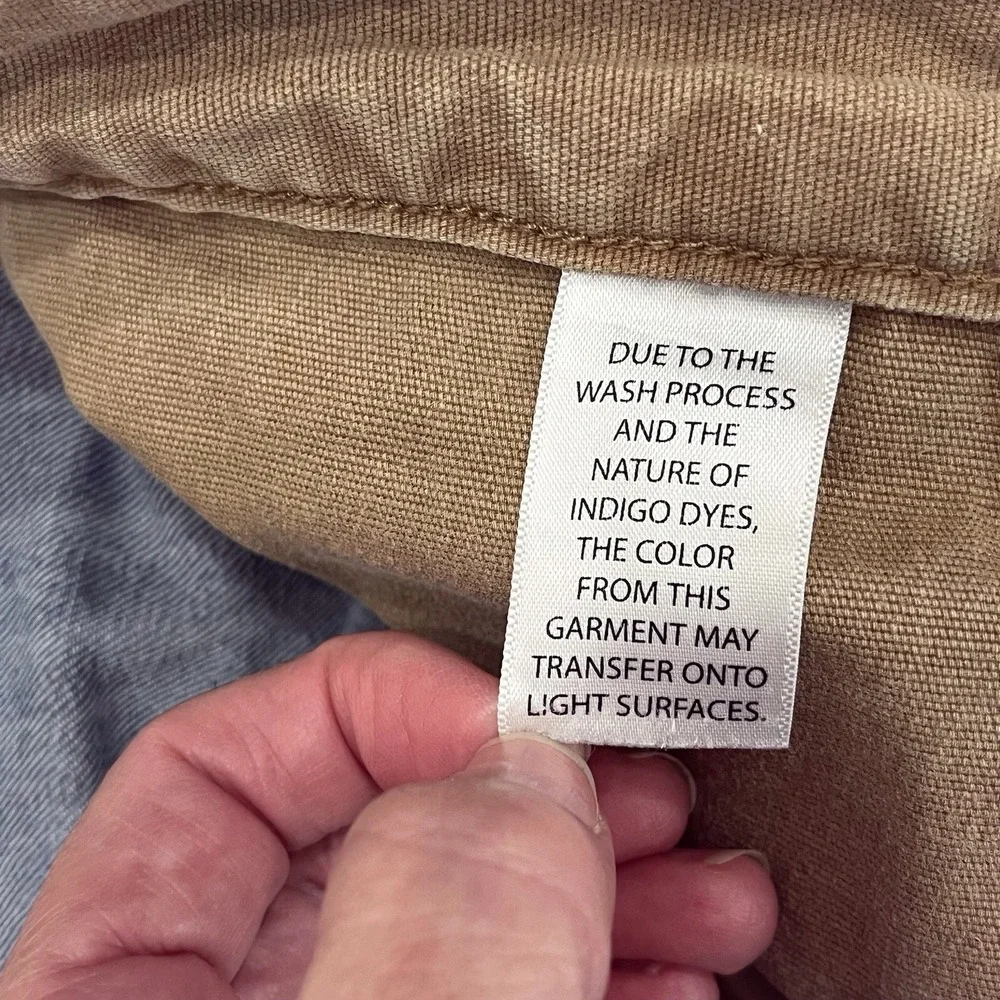 DUE TO THE
WASH PROCESS
AND THE
NATURE OF
INDIGO DYES,
THE COLOR
FROM THIS
GARMENT MAY
TRANSFER ONTO
LIGHT SURFACES.